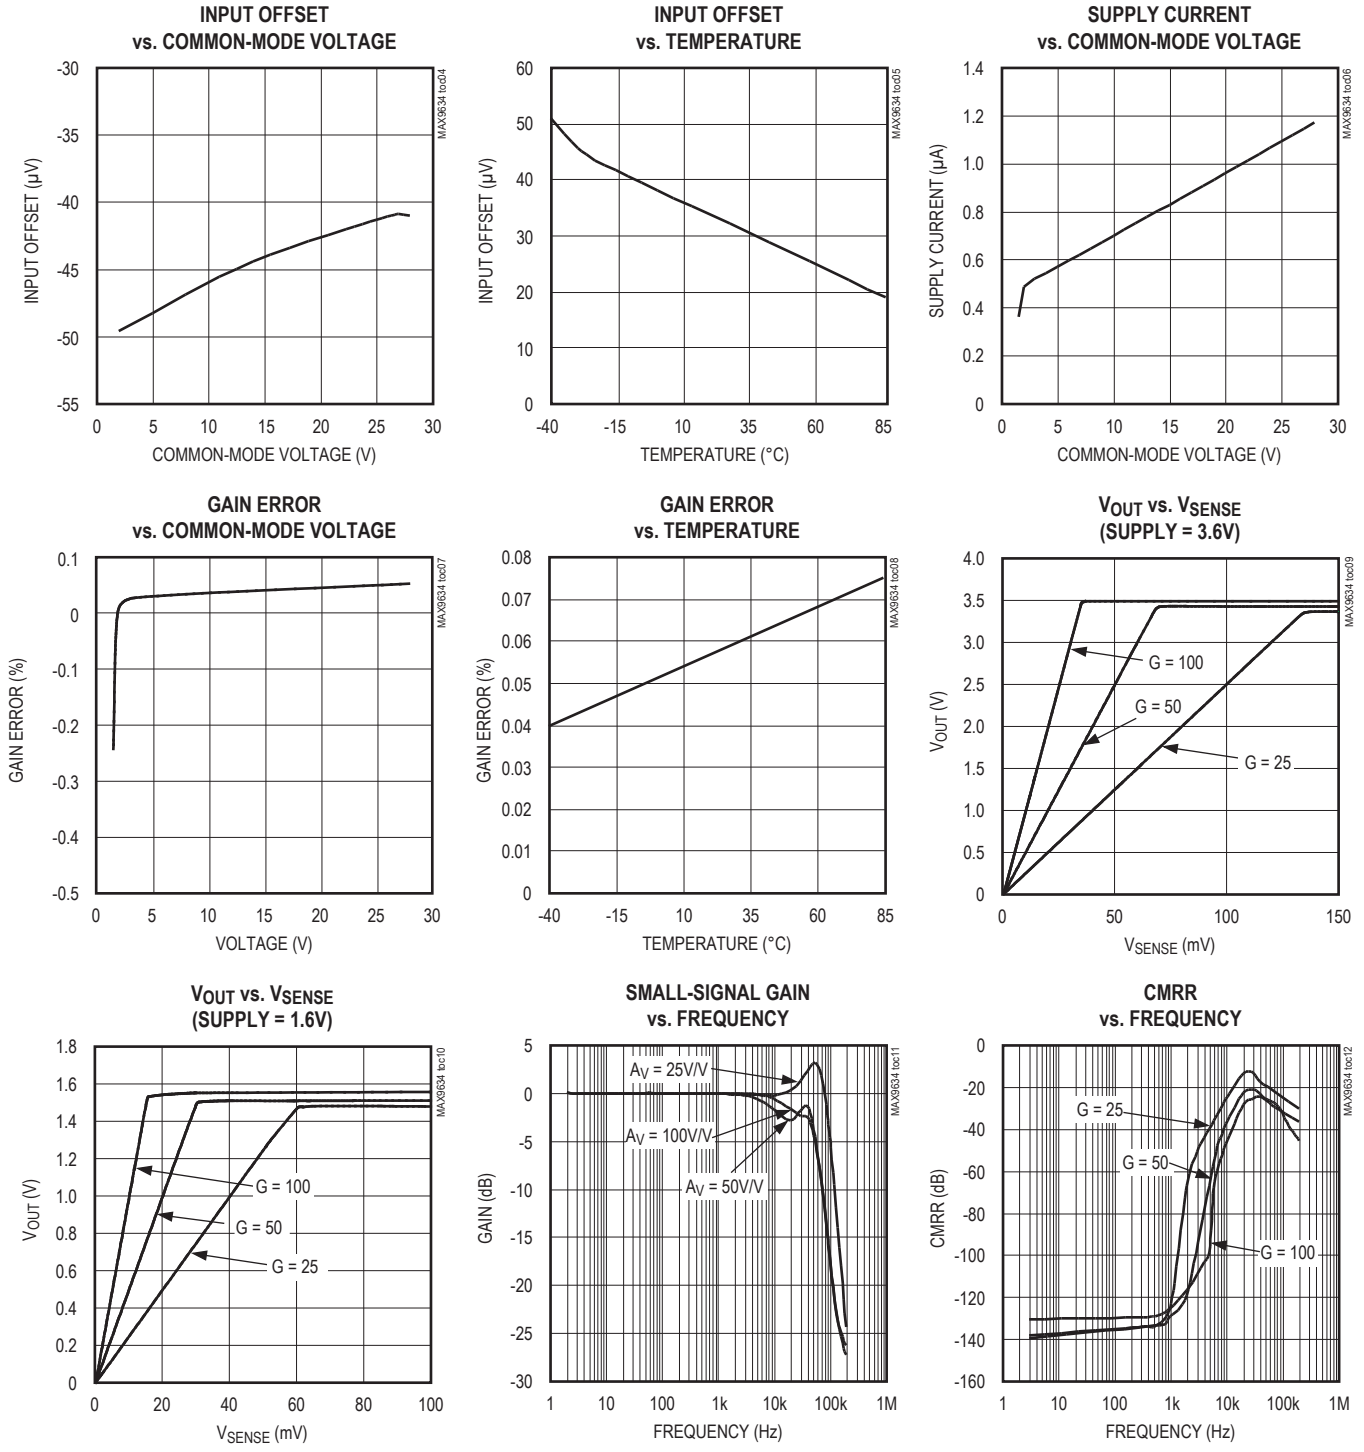 INPUT OFFSET
vs. COMMON-MODE VOLTAGE
-30
-35
-40
-45
-50
-55
INPUT OFFSET (µV)
0 5 10 15 20 25 30
COMMON-MODE VOLTAGE (V)
MAX9634 toc04
INPUT OFFSET
vs. TEMPERATURE
60
50
40
30
20
10
0
INPUT OFFSET (µV)
-40 -15 10 35 60 85
TEMPERATURE (°C)
MAX9634 toc05
SUPPLY CURRENT
vs. COMMON-MODE VOLTAGE
1.4
1.2
1.0
0.8
0.6
0.4
0.2
0
SUPPLY CURRENT (µA)
0 5 10 15 20 25 30
COMMON-MODE VOLTAGE (V)
MAX9634 toc06
GAIN ERROR
vs. COMMON-MODE VOLTAGE
0.1
0
-0.1
-0.2
-0.3
-0.4
-0.5
GAIN ERROR (%)
0 5 10 15 20 25 30
VOLTAGE (V)
MAX9634 toc07
GAIN ERROR
vs. TEMPERATURE
0.08
0.07
0.06
0.05
0.04
0.03
0.02
0.01
0
GAIN ERROR (%)
-40 -15 10 35 60 85
TEMPERATURE (°C)
MAX9634 toc08
VOUT vs. VSENSE
(SUPPLY = 3.6V)
4.0
3.5
3.0
2.5
2.0
1.5
1.0
0.5
0
VOUT (V)
G = 100
G = 50
G = 25
0 50 100 150
VSENSE (mV)
MAX9634 toc09
VOUT vs. VSENSE
(SUPPLY = 1.6V)
1.8
1.6
1.4
1.2
1.0
0.8
0.6
0.4
0.2
0
VOUT (V)
G = 100
G = 50
G = 25
0 20 40 60 80 100
VSENSE (mV)
MAX9634 toc10
SMALL-SIGNAL GAIN
vs. FREQUENCY
5
0
-5
-10
-15
-20
-25
-30
GAIN (dB)
AV = 25V/V
AV = 100V/V
AV = 50V/V
1 10 100 1k 10k 100k 1M
FREQUENCY (Hz)
MAX9634 toc11
CMRR
vs. FREQUENCY
0
-20
-40
-60
-80
-100
-120
-140
-160
CMRR (dB)
G = 25
G = 50
G = 100
1 10 100 1k 10k 100k 1M
FREQUENCY (Hz)
MAX9634 toc12